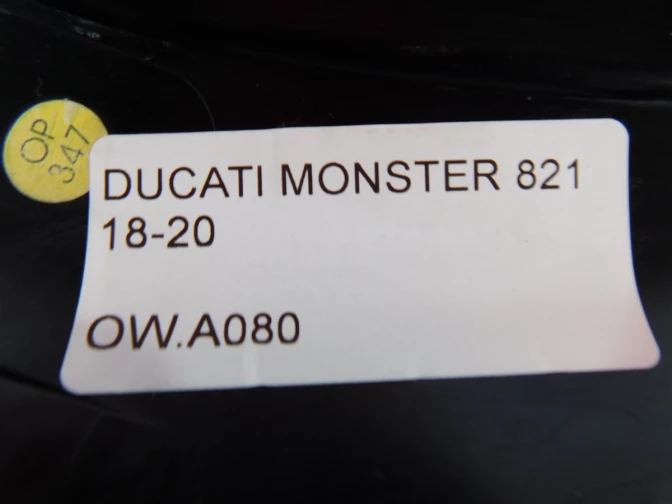 OP
347
DUCATI MONSTER 821
18-20
OW.A080